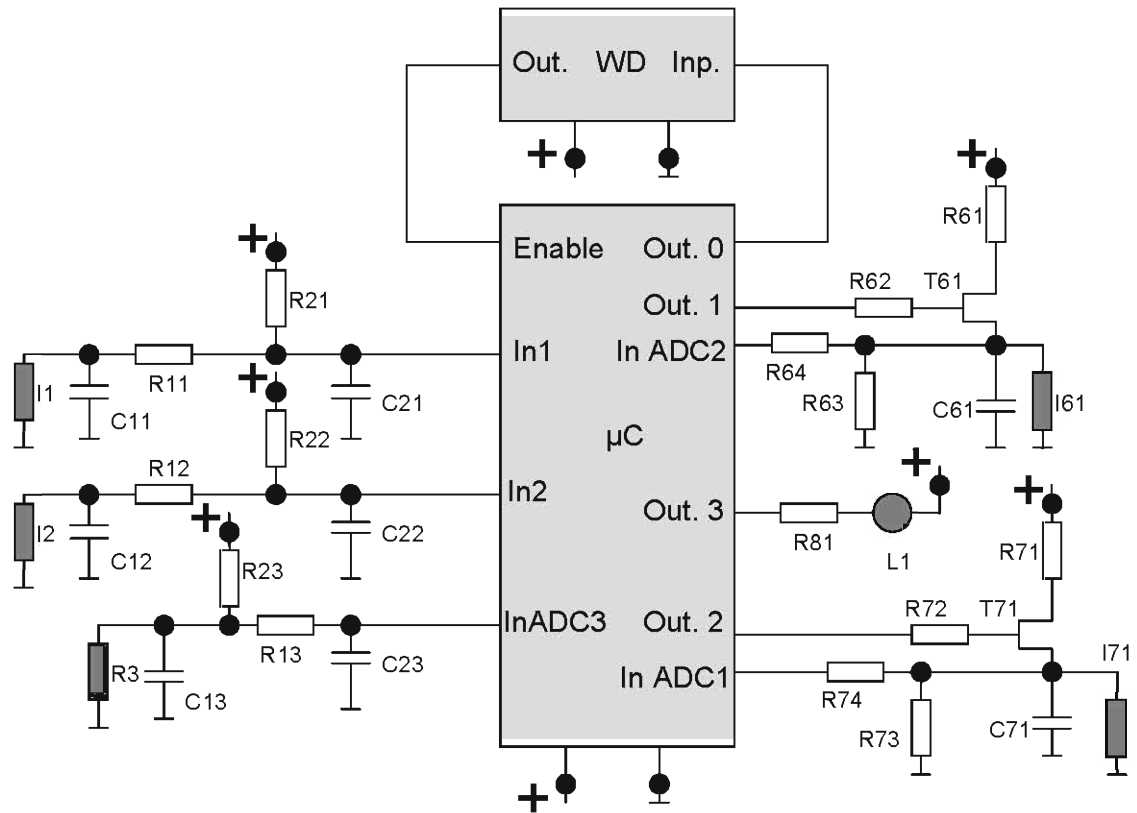 Out. WD Inp.
+
+
R61
Enable Out. 0
+
R21
R62 T61
Out. 1
In1 In ADC2
I1 R11 C11 C21
+
R64 R63 C61 I61
R22
µC
R12
In2
+
Out. 3
+
+
I2 C12 C22
R23
R81 L1
R71
InADC3 Out. 2
R72 T71
R3 C13 R13 C23
In ADC1
R74 R73 C71 I71
+